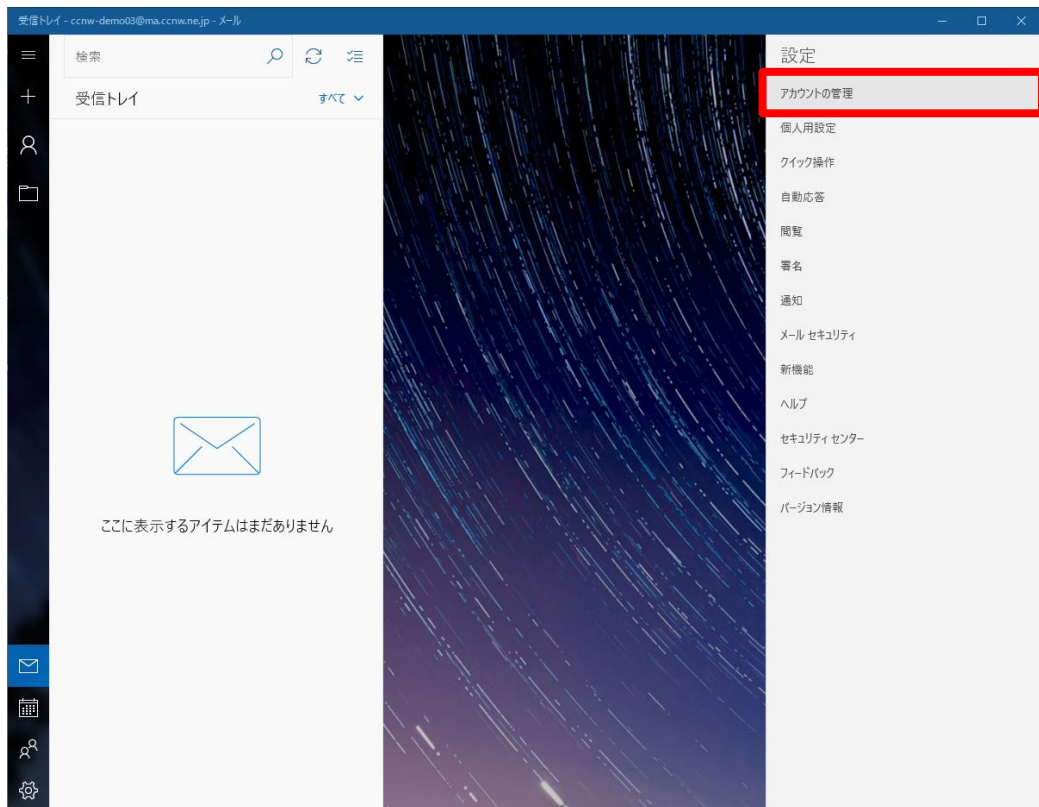 受信トレイ - ccnw-demo03@ma.ccnw.ne.jp - メール
検索
受信トレイ
すべて
ここに表示するアイテムはまだありません
設定
アカウントの管理
個人用設定
クイック操作
自動応答
閲覧
署名
通知
メール セキュリティ
新機能
ヘルプ
セキュリティ センター
フィードバック
バージョン情報